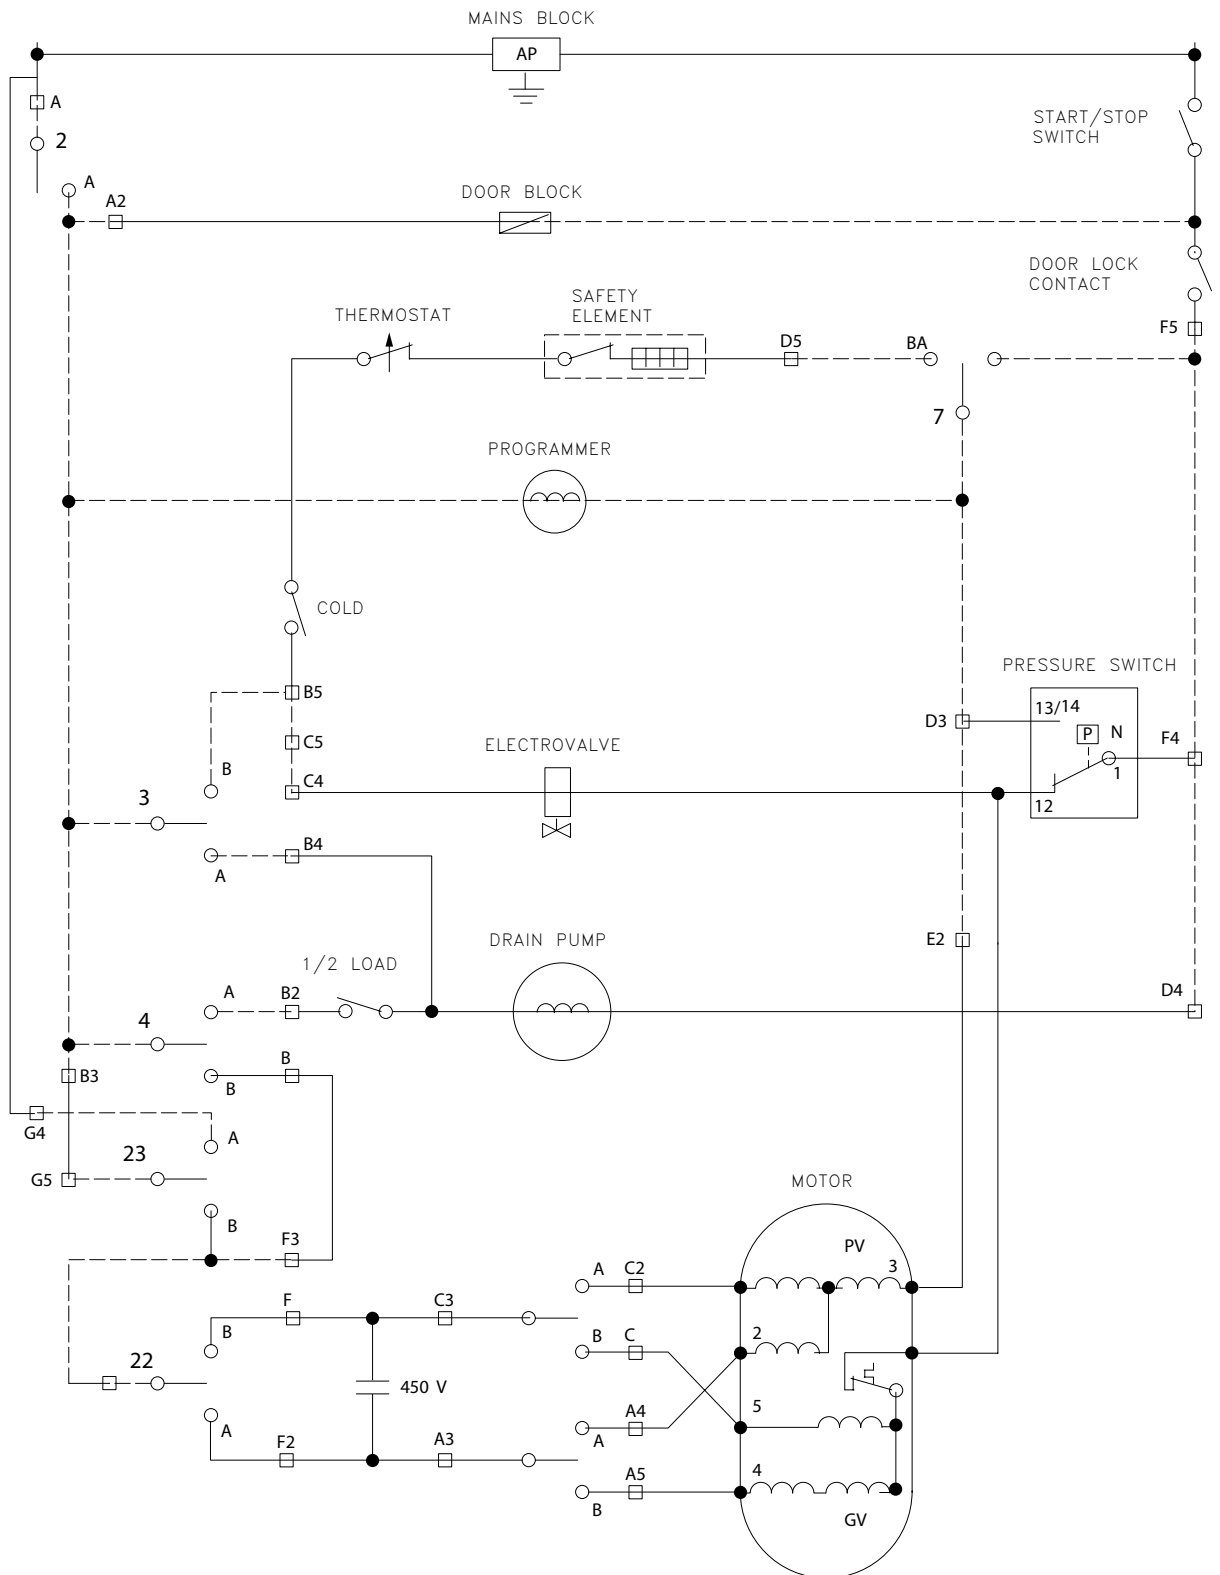 MAINS BLOCK
AP
A
START/STOP
SWITCH
2
A
A2
DOOR BLOCK
DOOR LOCK
CONTACT
SAFETY
ELEMENT
THERMOSTAT
F5
D5
BA
7
PROGRAMMER
COLD
PRESSURE SWITCH
B5
13/14
D3
P
N
F4
C5
ELECTROVALVE
B
1
C4
3
12
B4
A
E2
DRAIN PUMP
1/2 LOAD
A
B2
D4
4
B
B3
B
G4
A
23
G5
MOTOR
B
F3
PV
A
C2
3
F
C3
B
B
C
2
22
450 V
A4
5
A
F2
A3
A
A5
4
B
GV